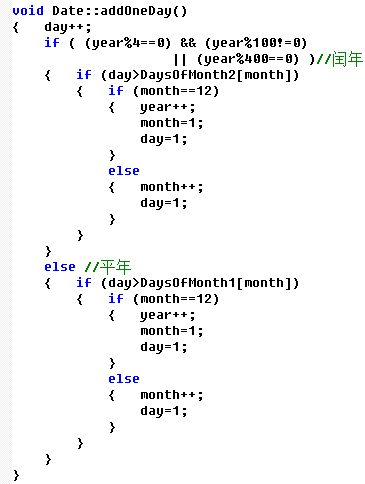 void Date::addOneDay()
{   day++;
    if ( (year%4==0) && (year%100!=0)
                    || (year%400==0) )//闰年
    {   if (day>DaysOfMonth2[month])
        {   if (month==12)
            {   year++;
                month=1;
                day=1;
            }
            else
            {   month++;
                day=1;
            }
        }
    }
    else //平年
    {   if (day>DaysOfMonth1[month])
        {   if (month==12)
            {   year++;
                month=1;
                day=1;
            }
            else
            {   month++;
                day=1;
            }
        }
    }
}